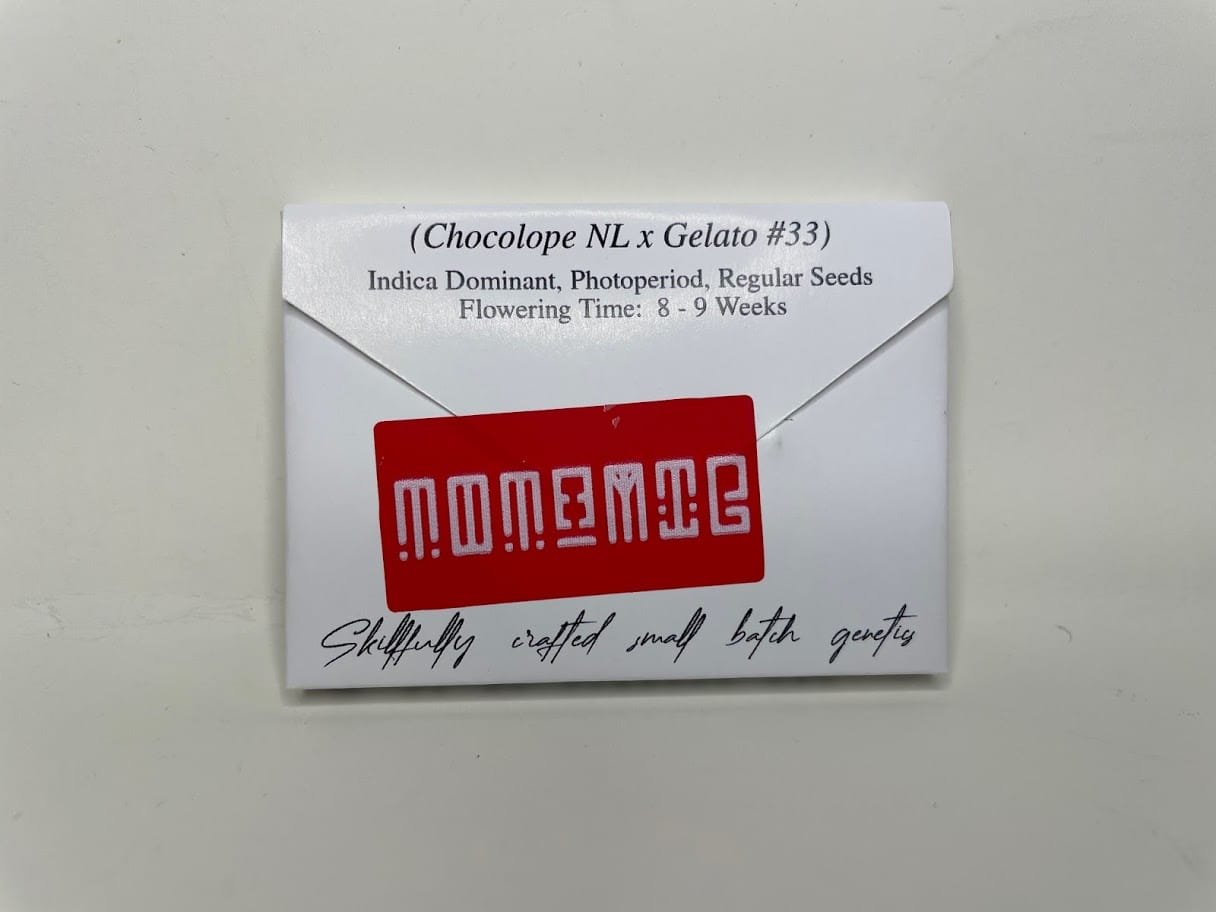 (Chocolope NL x Gelato #33)
Indica Dominant, Photoperiod, Regular Seeds
Flowering Time: 8 - 9 Weeks
Skillfully crafted small batch genetics